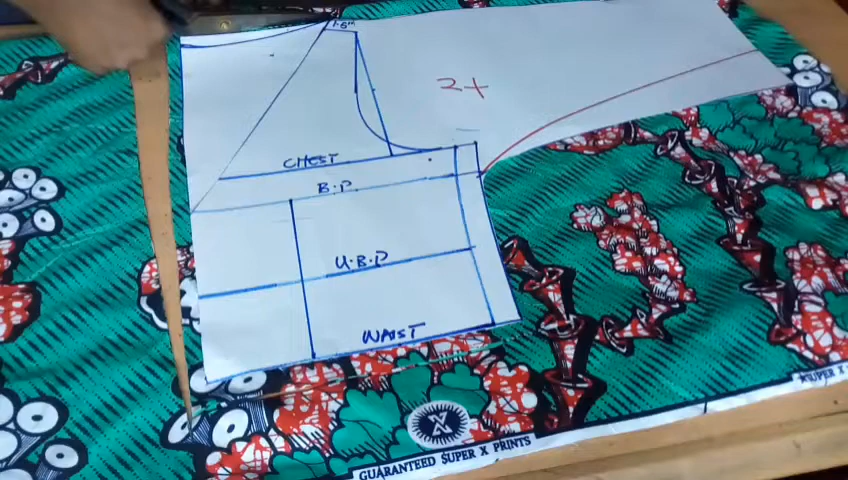 1.5"
2+
CHEST
B.P
U.B.P
WAIST
GUARANTEED SUPER X PRINTS
★SUPER X